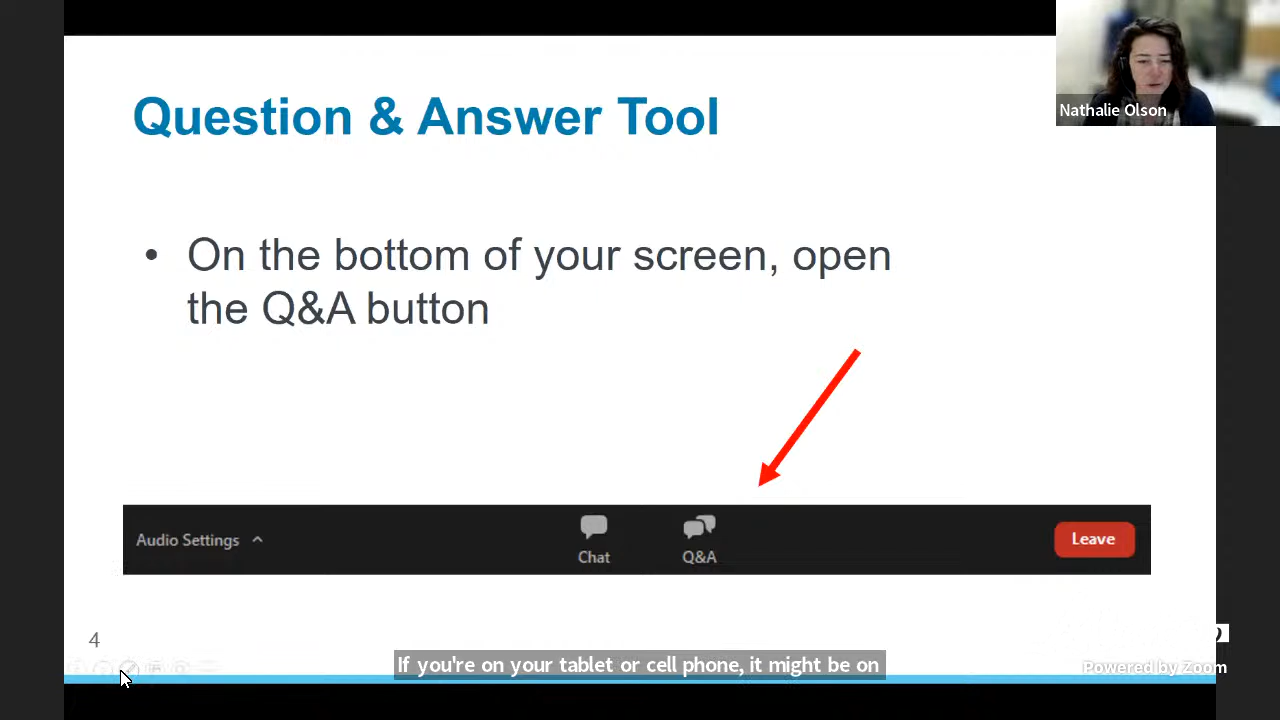 Question & Answer Tool
Nathalie Olson
• On the bottom of your screen, open
the Q&A button
Audio Settings
Chat
Q&A
Leave
4
If you're on your tablet or cell phone, it might be on
Powered by Zoom